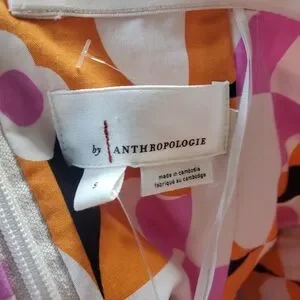 by ANTHROPOLOGIE
S
made in cambodia
fabriqué au cambodge